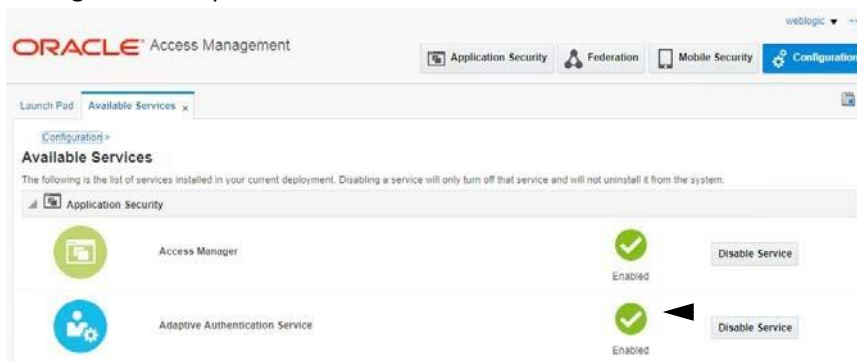 weblogic
ORACLE Access Management
Application Security
Federation
Mobile Security
Configuration
Launch Pad
Available Services x
Configuration >
Available Services
The following is the list of services installed in your current deployment. Disabling a service will only turn off that service and will not uninstall it from the system.
Application Security
Access Manager
Enabled
Disable Service
Adaptive Authentication Service
Enabled
Disable Service